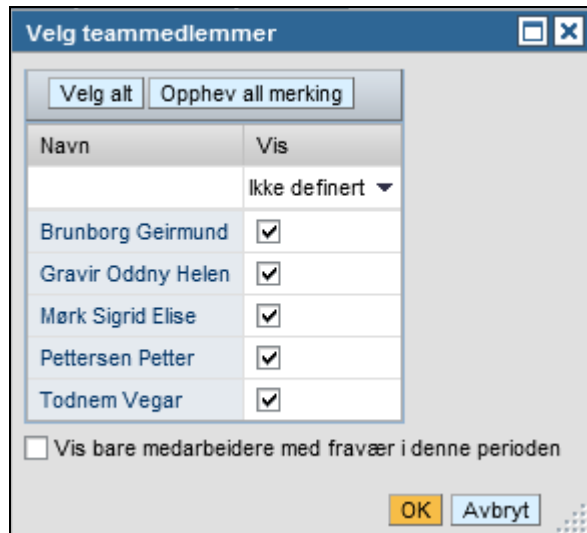 Velg teammedlemmer
Velg alt Opphev all merking
Navn Vis
Ikke definert
Brunborg Geirmund
Gravir Oddny Helen
Mørk Sigrid Elise
Pettersen Petter
Todnem Vegar
Vis bare medarbeidere med fravær i denne perioden
OK Avbryt